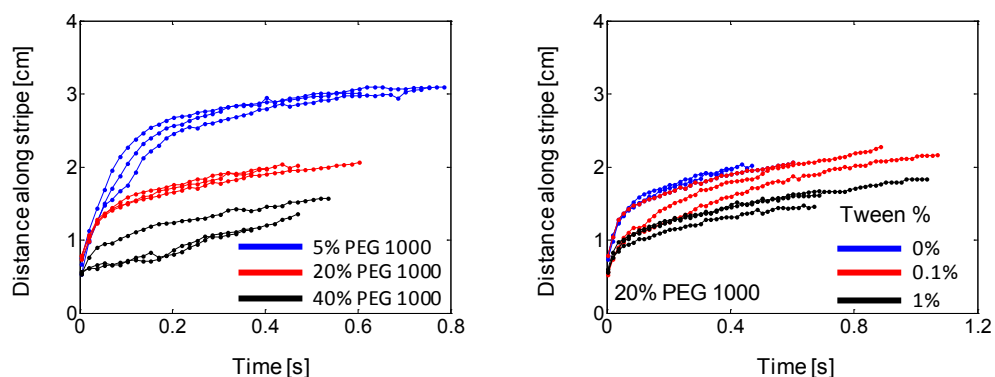 Distance along stripe [cm]
4
3
2
1
0
0
0.2
0.4
0.6
0.8
Time [s]
5% PEG 1000
20% PEG 1000
40% PEG 1000
Distance along stripe [cm]
4
3
2
1
0
0
0.4
0.8
1.2
Time [s]
Tween %
0%
0.1%
1%
20% PEG 1000